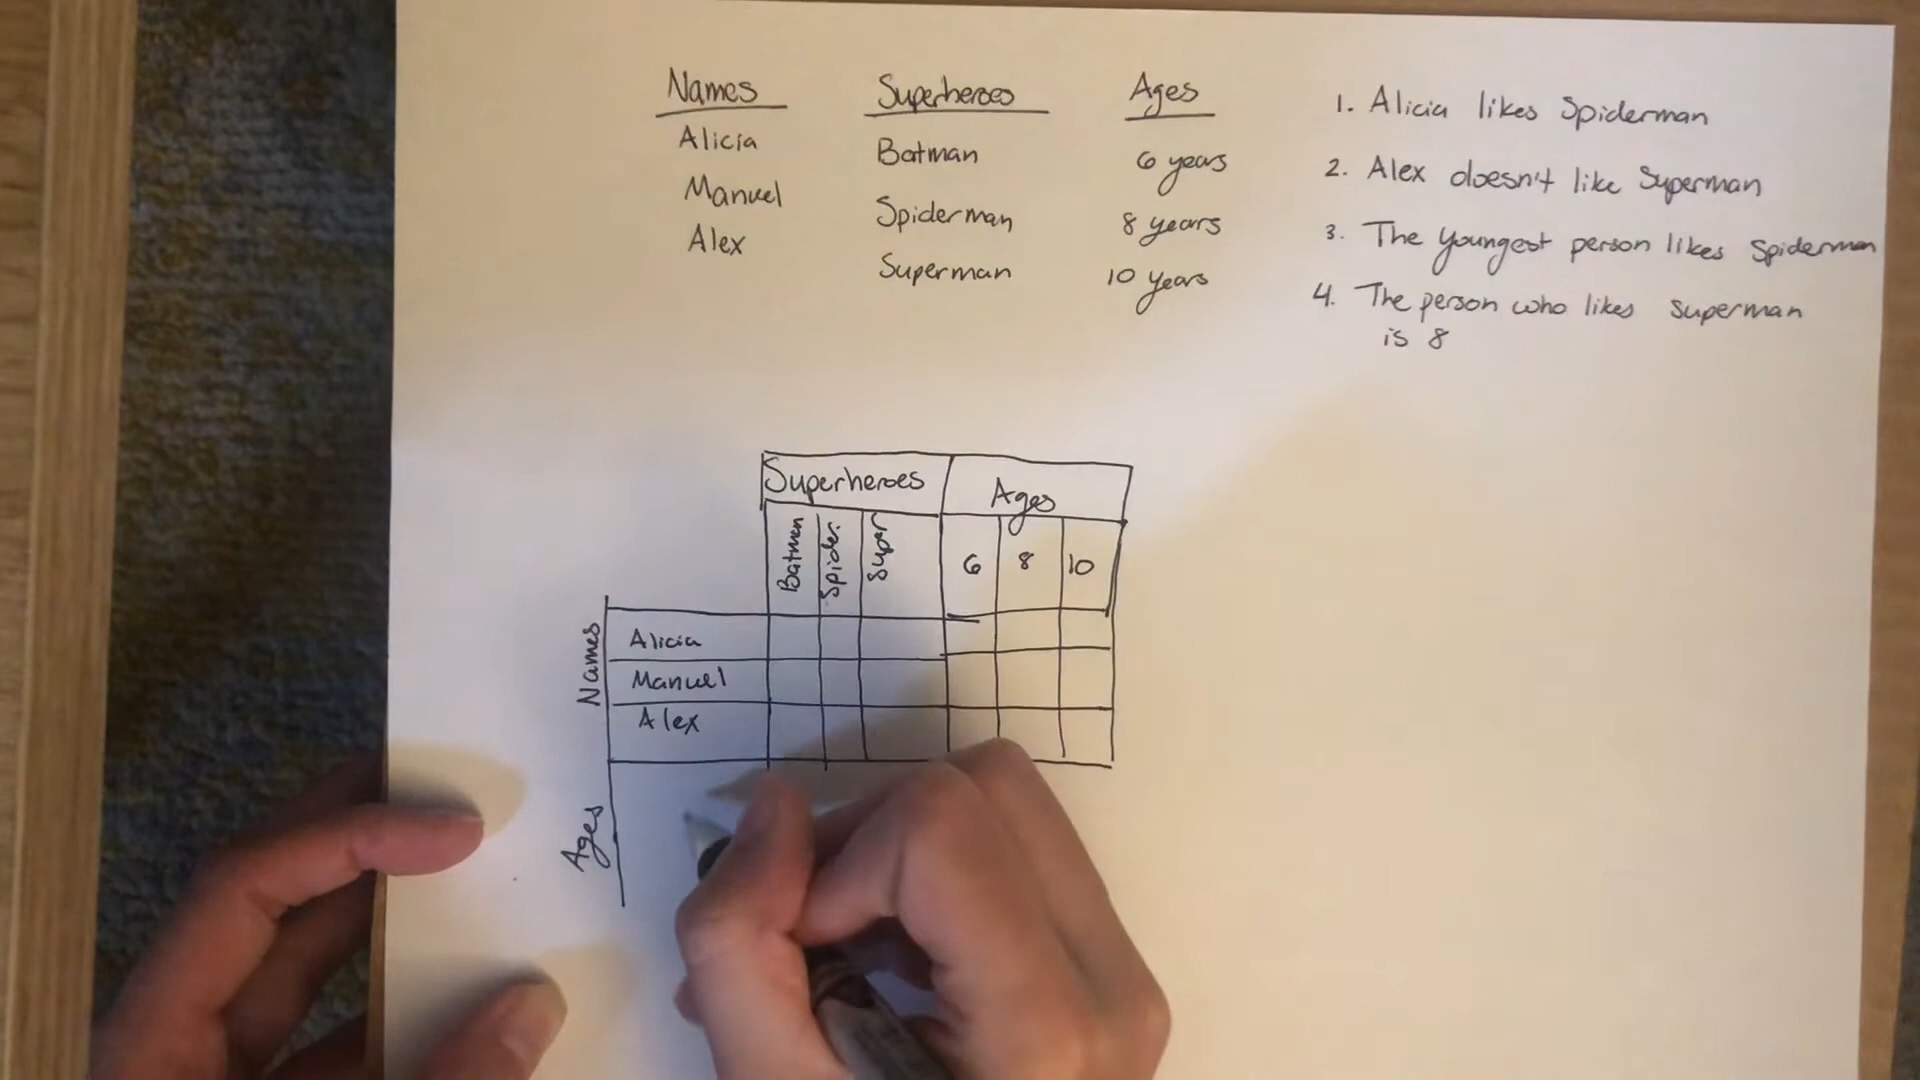 Names Superheroes Ages
Alicia Batman 6 years
Manuel Spiderman 8 years
Alex Superman 10 years
1. Alicia likes Spiderman
2. Alex doesn't like Superman
3. The Youngest person likes Spiderman
4. The person who likes Superman
is 8
Superheroes Ages
Batman Spider. Super 6 8 10
Names
Alicia
Manuel
Alex
Ages